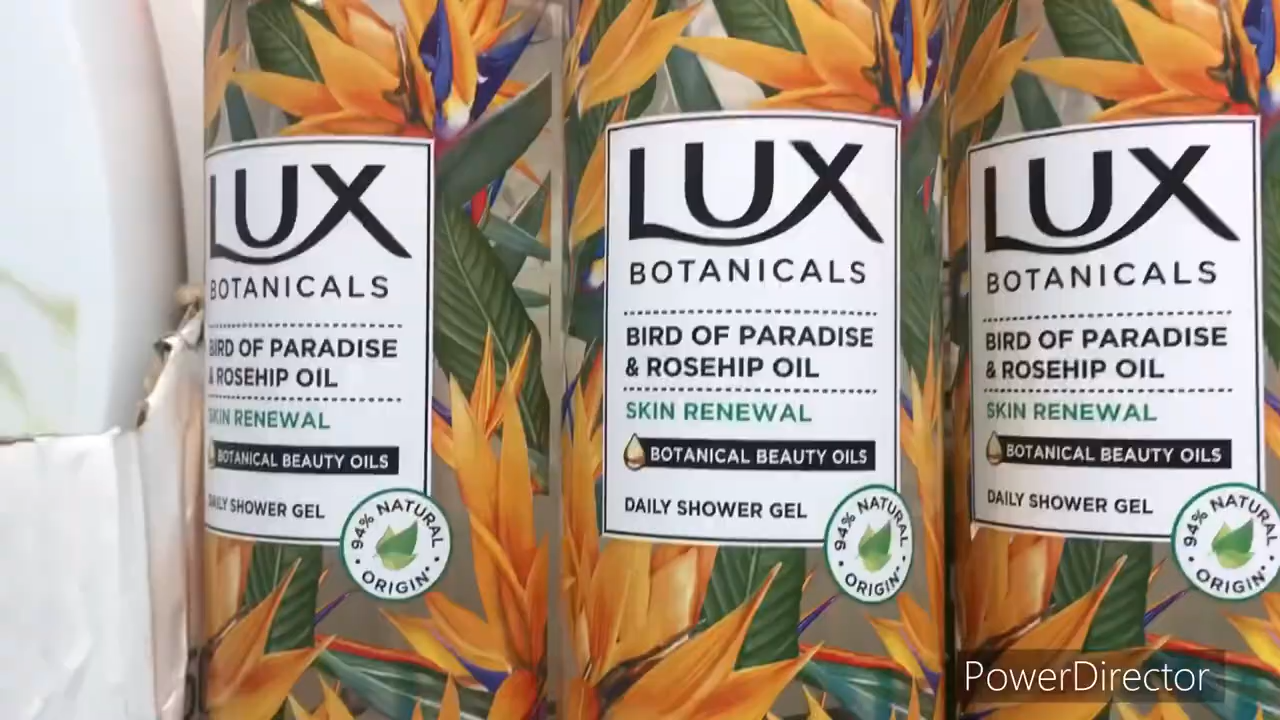 LUX
BOTANICALS
BIRD OF PARADISE
& ROSEHIP OIL
SKIN RENEWAL
BOTANICAL BEAUTY OILS
DAILY SHOWER GEL
• 94% NATURAL •
ORIGIN*
LUX
BOTANICALS
BIRD OF PARADISE
& ROSEHIP OIL
SKIN RENEWAL
BOTANICAL BEAUTY OILS
DAILY SHOWER GEL
• 94% NATURAL •
ORIGIN*
LUX
BOTANICALS
BIRD OF PARADISE
& ROSEHIP OIL
SKIN RENEWAL
BOTANICAL BEAUTY OILS
DAILY SHOWER GEL
• 94% NATURAL •
ORIGIN*
PowerDirector